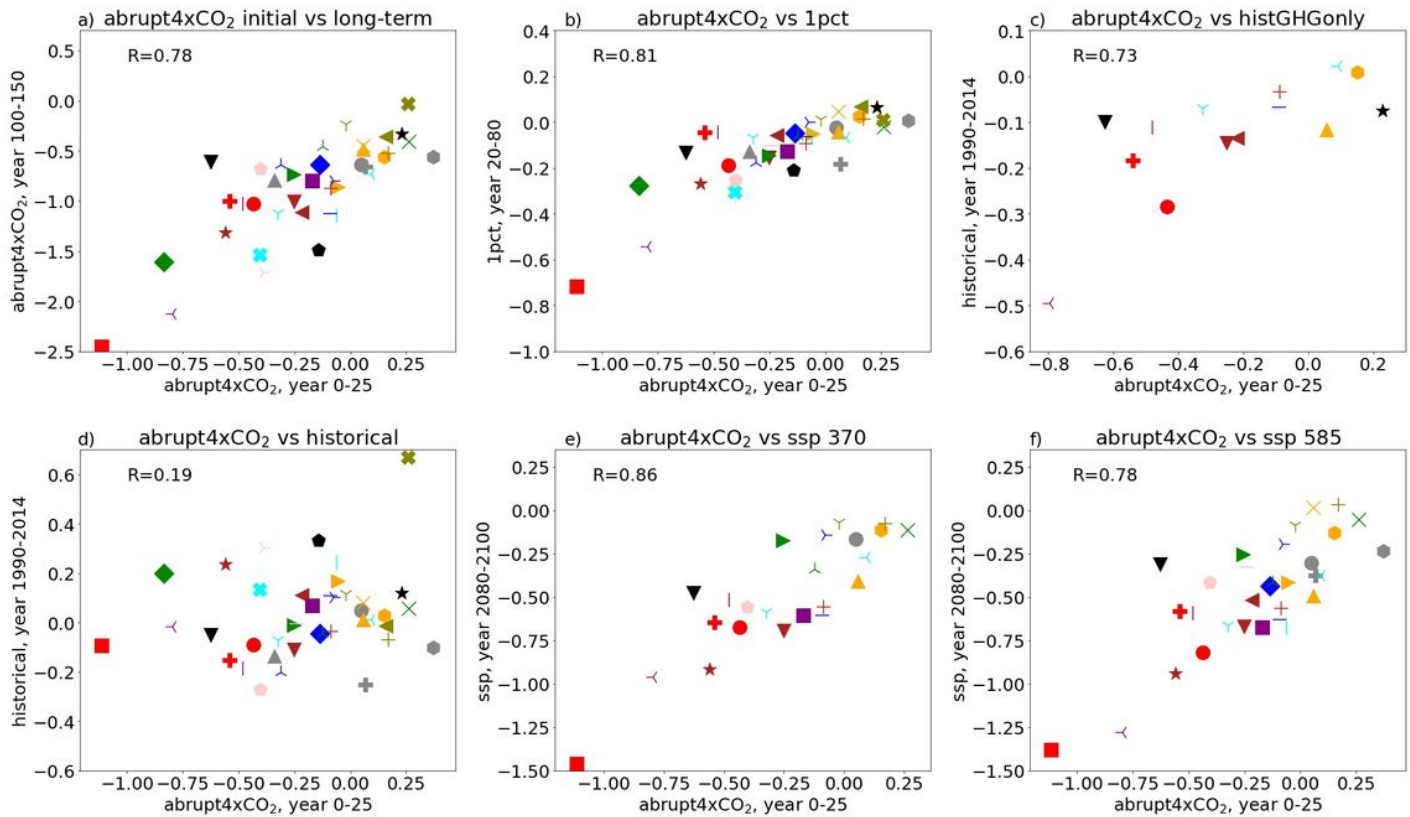 a) abrupt4xCO₂ initial vs long-term
R=0.78
abrupt4xCO₂, year 100-150
0.5
0.0
−0.5
−1.0
−1.5
−2.0
−2.5
−1.00 −0.75 −0.50 −0.25 0.00 0.25
abrupt4xCO₂, year 0-25
b) abrupt4xCO₂ vs 1pct
R=0.81
1pct, year 20-80
0.4
0.2
0.0
−0.2
−0.4
−0.6
−0.8
−1.0
−1.00 −0.75 −0.50 −0.25 0.00 0.25
abrupt4xCO₂, year 0-25
c) abrupt4xCO₂ vs histGHGonly
R=0.73
historical, year 1990-2014
0.1
0.0
−0.1
−0.2
−0.3
−0.4
−0.5
−0.6
−0.8 −0.6 −0.4 −0.2 0.0 0.2
abrupt4xCO₂, year 0-25
d) abrupt4xCO₂ vs historical
R=0.19
historical, year 1990-2014
0.6
0.4
0.2
0.0
−0.2
−0.4
−0.6
−1.00 −0.75 −0.50 −0.25 0.00 0.25
abrupt4xCO₂, year 0-25
e) abrupt4xCO₂ vs ssp 370
R=0.86
ssp, year 2080-2100
0.25
0.00
−0.25
−0.50
−0.75
−1.00
−1.25
−1.50
−1.00 −0.75 −0.50 −0.25 0.00 0.25
abrupt4xCO₂, year 0-25
f) abrupt4xCO₂ vs ssp 585
R=0.78
ssp, year 2080-2100
0.25
0.00
−0.25
−0.50
−0.75
−1.00
−1.25
−1.50
−1.00 −0.75 −0.50 −0.25 0.00 0.25
abrupt4xCO₂, year 0-25